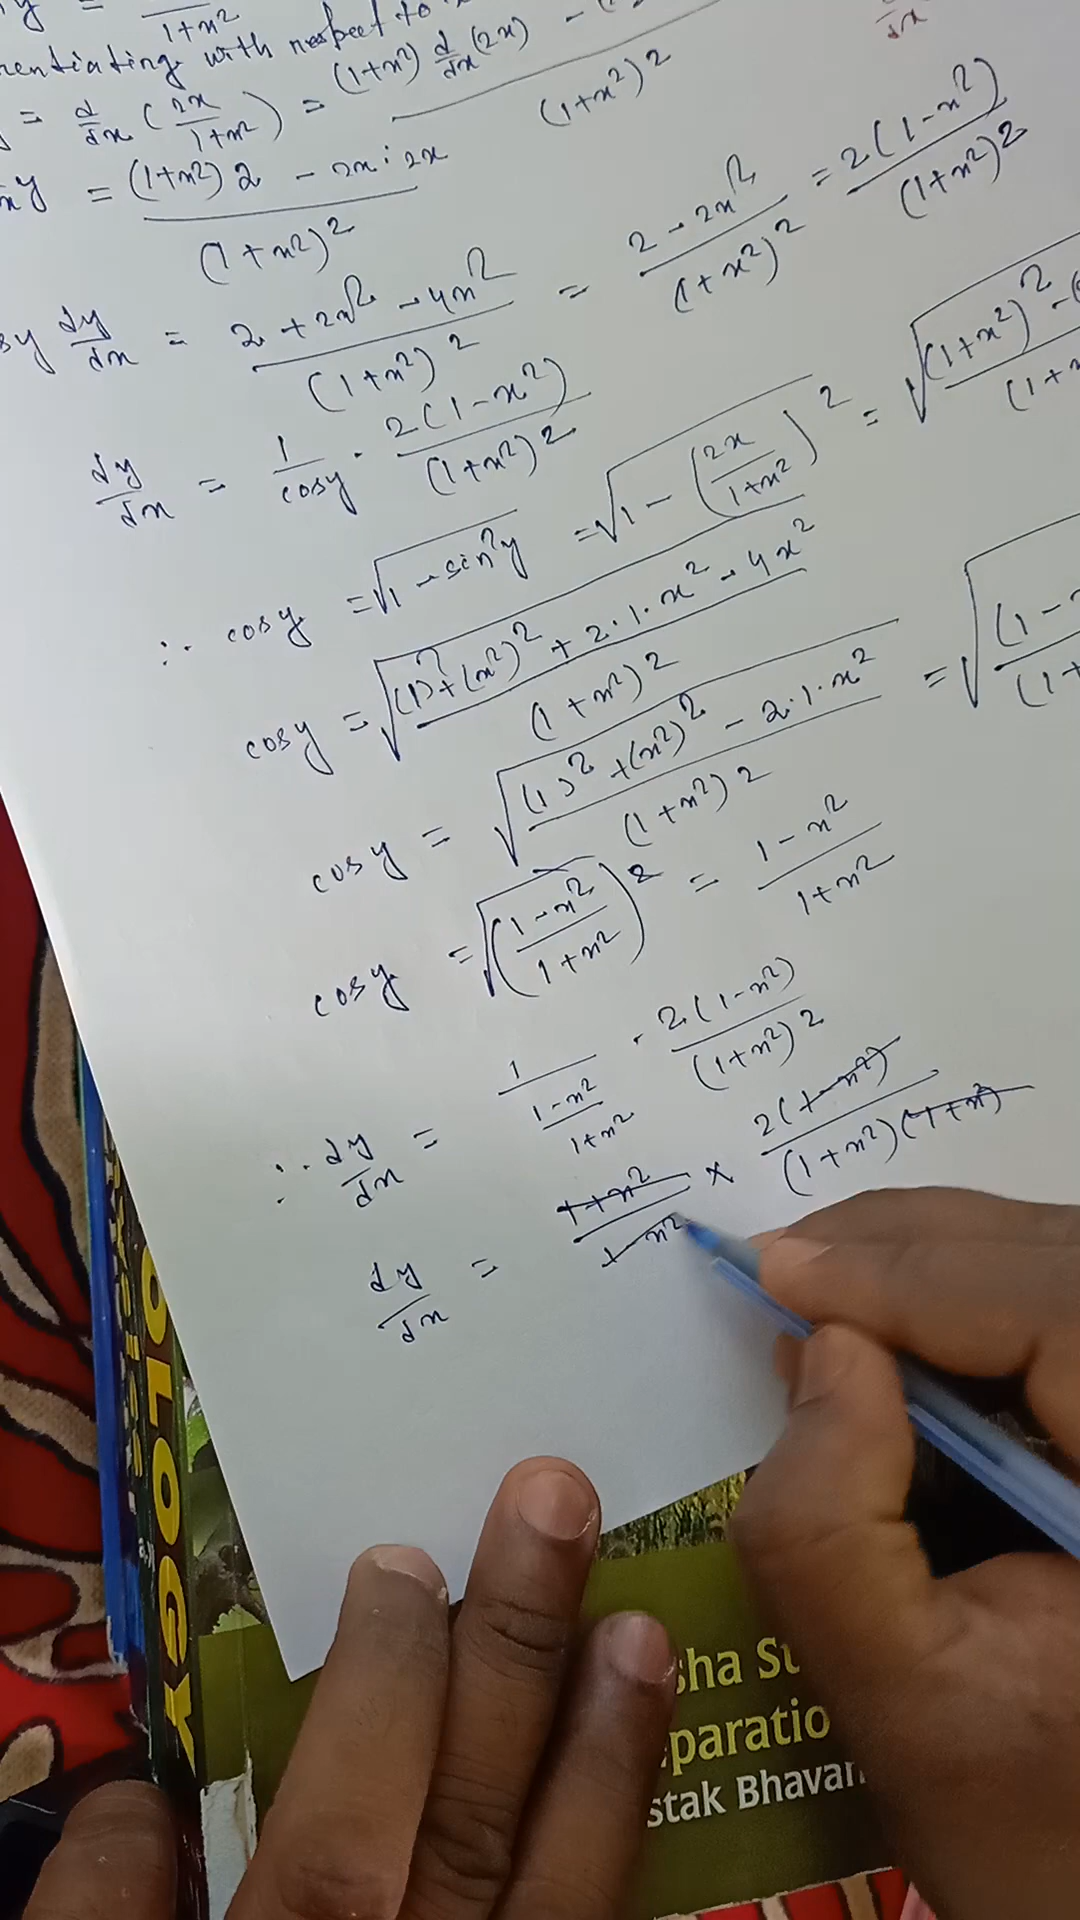 y = 2x/(1+x²)
entiating with respect to
= d/dx (2x/(1+x²)) = (1+x²) d/dx (2x) - / (1+x²)2
y = (1+x²) 2 - 2x · 2x / (1+x²)2
sy dy/dx = 2+2x² - 4x² / (1+x²)2 = 2 - 2x² / (1+x²)2 = 2(1-x²) / (1+x²)2
dy/dx = 1/cosy · 2(1-x²) / (1+x²)2
∴ cosy = √(1 - sin²y) = √(1 - (2x/(1+x²))2) = √((1+x²)2 -
cosy = √((1)²+(x²)2 + 2·1·x² - 4x² / (1+x²)2)
cosy = √((1)2 +(x²)2 - 2·1·x² / (1+x²)2) = √((1-
cosy = √((1-x²)/(1+x²))2 = (1-x²)/(1+x²)
∴ dy/dx = 1/((1-x²)/(1+x²)) · 2(1-x²) / (1+x²)2
dy/dx = (1+x²)/(1-x²) × 2(1-x²) / (1+x²)(1+x²)
OLOGY
sha
paratio
stak Bhavan